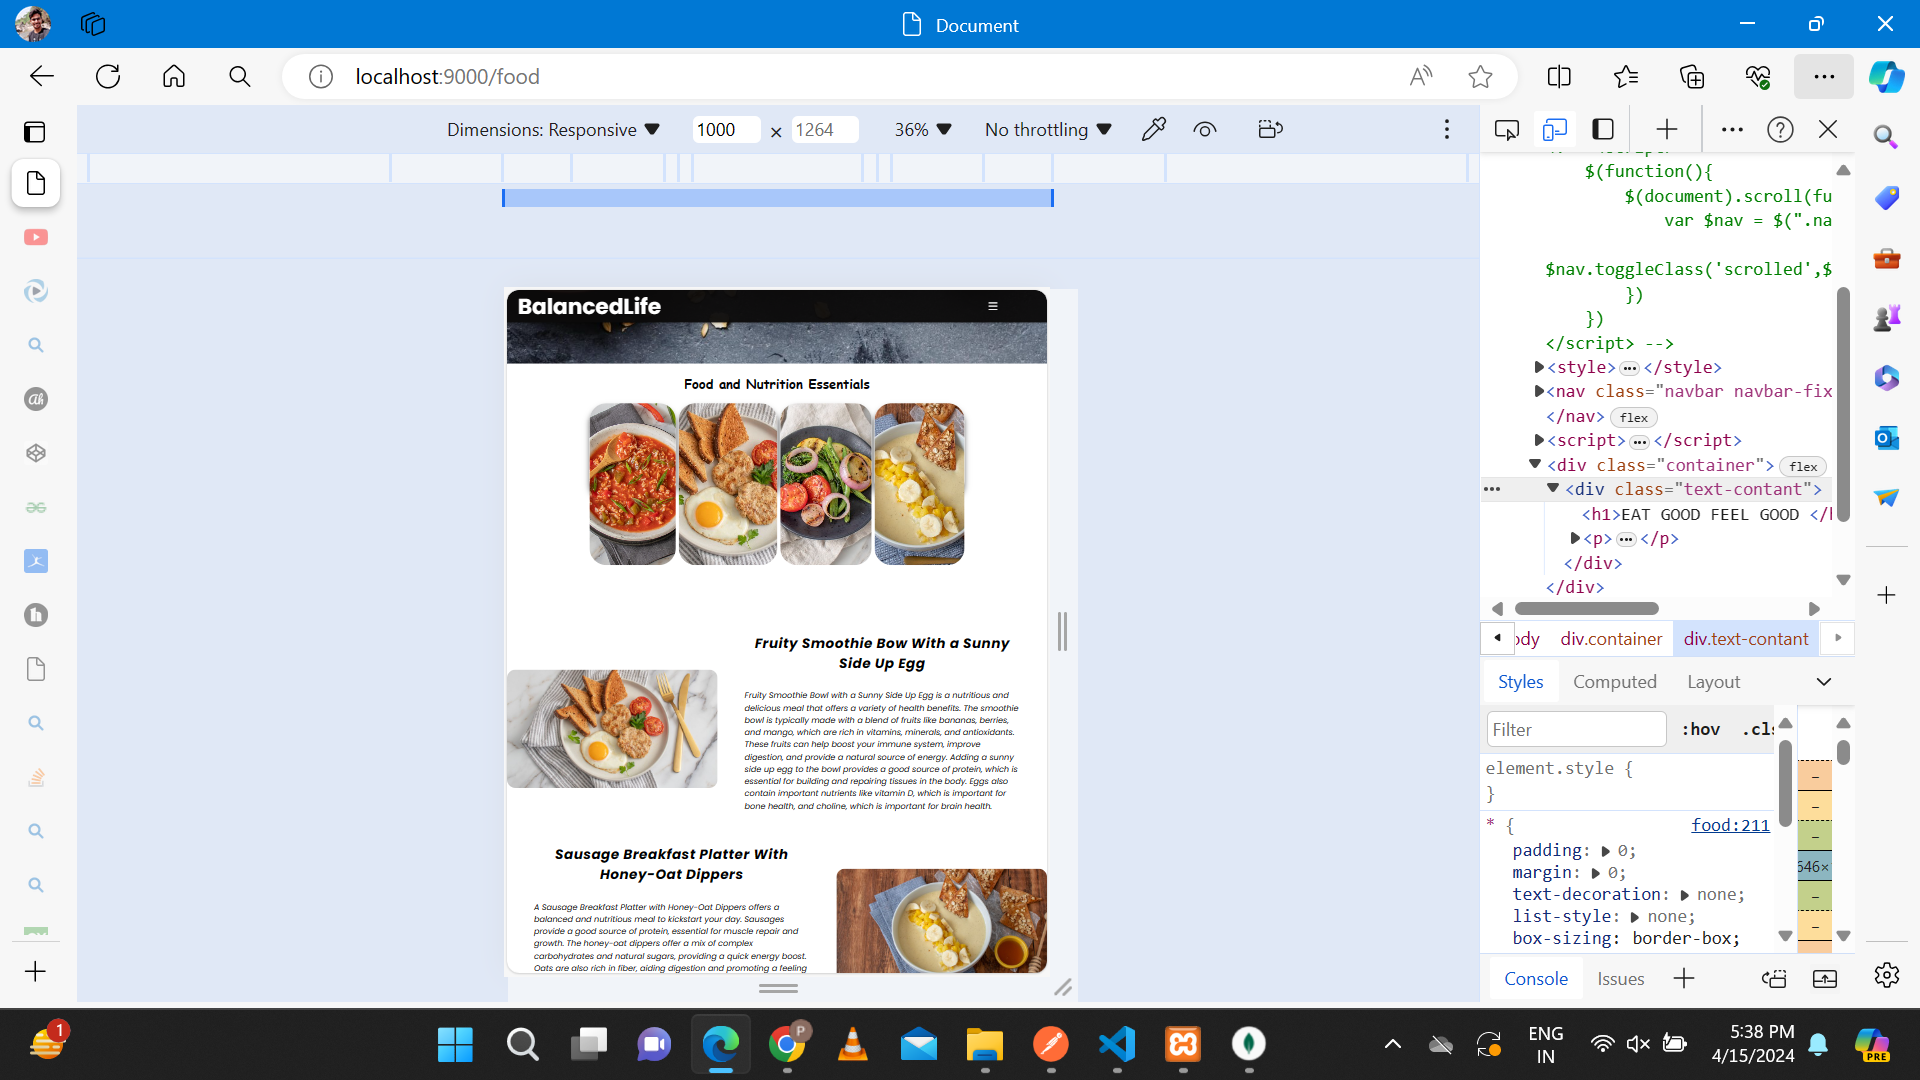 Document
localhost:9000/food
Dimensions: Responsive
1000 × 1264
36%
No throttling
BalancedLife
Food and Nutrition Essentials
Fruity Smoothie Bow With a Sunny
Side Up Egg
Fruity Smoothie Bowl with a Sunny Side Up Egg is a nutritious and
delicious meal that offers a variety of health benefits. The smoothie
bowl is typically made with a blend of fruits like bananas, berries,
and mango, which are rich in vitamins, minerals, and antioxidants.
These fruits can help boost your immune system, improve
digestion, and provide a natural source of energy. Adding a sunny
side up egg to the bowl provides a good source of protein, which is
essential for building and repairing tissues in the body. Eggs also
contain important nutrients like vitamin D, which is important for
bone health, and choline, which is important for brain health.
Sausage Breakfast Platter With
Honey-Oat Dippers
A Sausage Breakfast Platter with Honey-Oat Dippers offers a
balanced and nutritious meal to kickstart your day. Sausages
provide a good source of protein, essential for muscle repair and
growth. The honey-oat dippers offer a mix of complex
carbohydrates and natural sugars, providing a quick energy boost.
Oats are also rich in fiber, aiding digestion and promoting a feeling
$(function(){
$(document).scroll(fu
var $nav = $(".na
$nav.toggleClass('scrolled',$
})
})
</script> -->
<style>…</style>
<nav class="navbar navbar-fix
</nav> flex
<script>…</script>
<div class="container"> flex
<div class="text-contant">
<h1>EAT GOOD FEEL GOOD </h
<p>…</p>
</div>
</div>
ody div.container div.text-contant
Styles Computed Layout
Filter :hov .cls
element.style {
}
* { food:211
padding: 0;
margin: 0;
text-decoration: none;
list-style: none;
box-sizing: border-box;
646×
Console Issues
1
P
ENG
IN
5:38 PM
4/15/2024
PRE